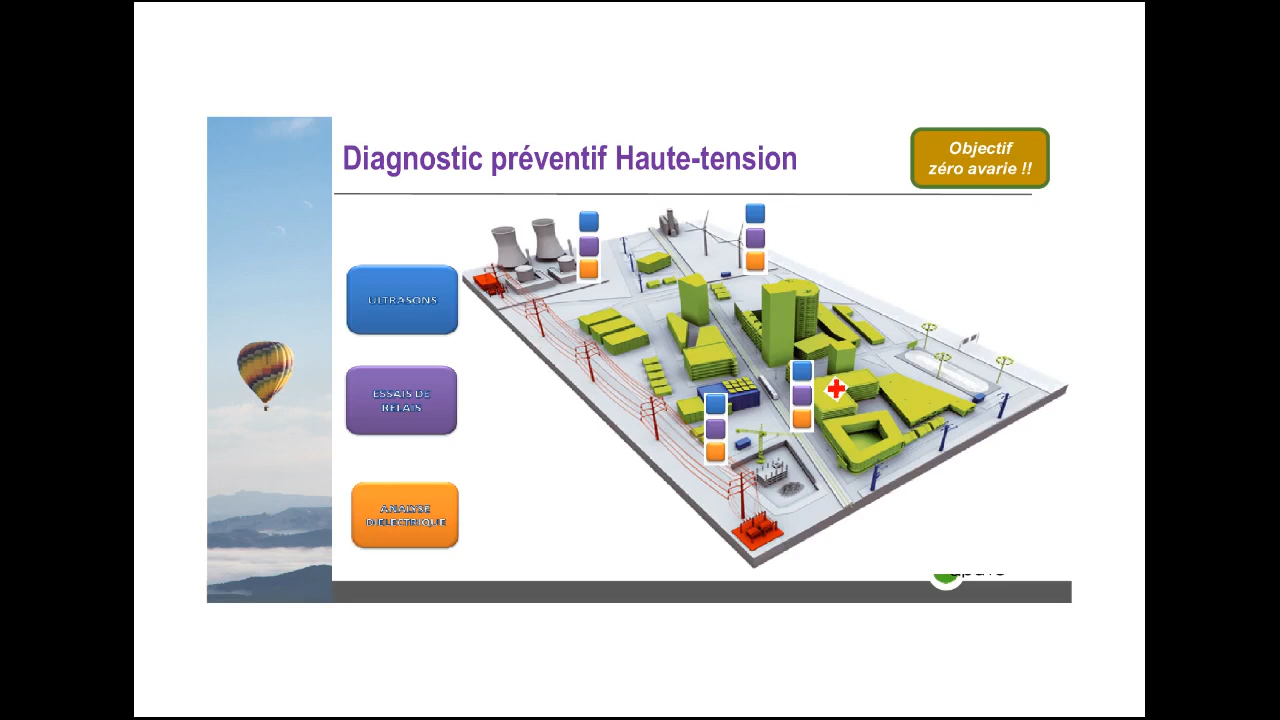 Diagnostic préventif Haute-tension
Objectif
zéro avarie !!
ULTRASONS
ESSAIS DE
RELAIS
ANALYSE
DIELECTRIQUE